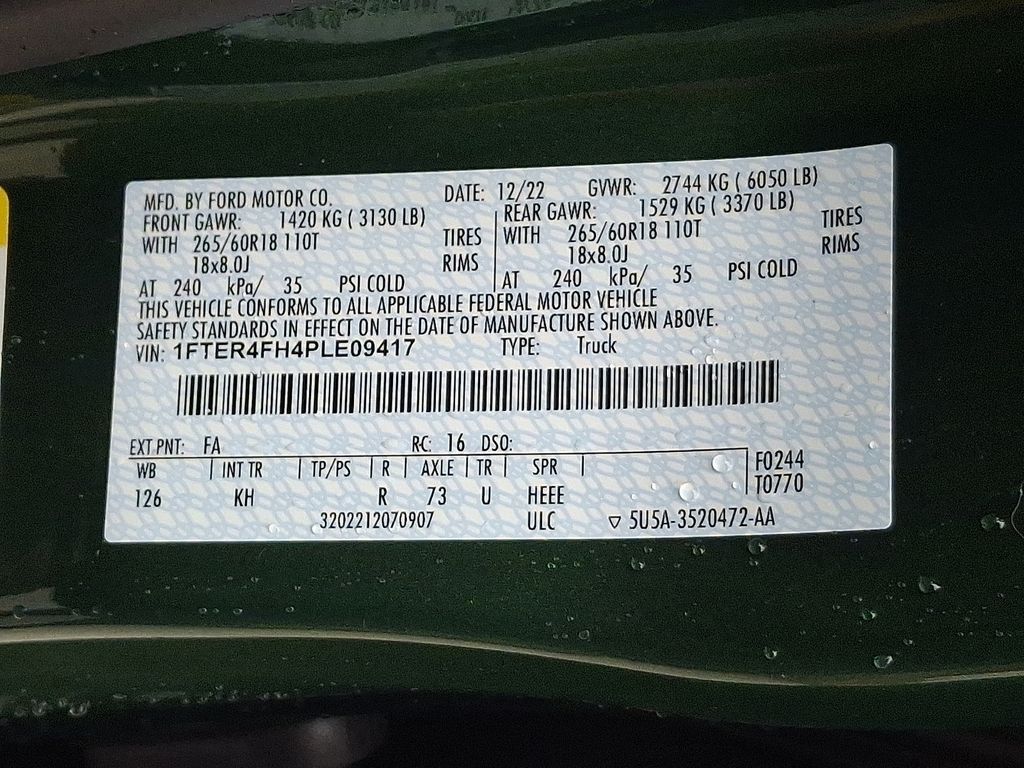 MFD. BY FORD MOTOR CO. DATE: 12/22 GVWR: 2744 KG ( 6050 LB)
FRONT GAWR: 1420 KG ( 3130 LB) REAR GAWR: 1529 KG ( 3370 LB)
WITH 265/60R18 110T TIRES WITH 265/60R18 110T TIRES
18x8.0J RIMS 18x8.0J RIMS
AT 240 kPa/ 35 PSI COLD AT 240 kPa/ 35 PSI COLD
THIS VEHICLE CONFORMS TO ALL APPLICABLE FEDERAL MOTOR VEHICLE
SAFETY STANDARDS IN EFFECT ON THE DATE OF MANUFACTURE SHOWN ABOVE.
VIN: 1FTER4FH4PLE09417 TYPE: Truck
EXT PNT: FA RC: 16 DSO:
WB | INT TR | TP/PS | R | AXLE | TR | SPR | F0244
126 KH R 73 U HEEE T0770
3202212070907 ULC ▽ 5U5A-3520472-AA